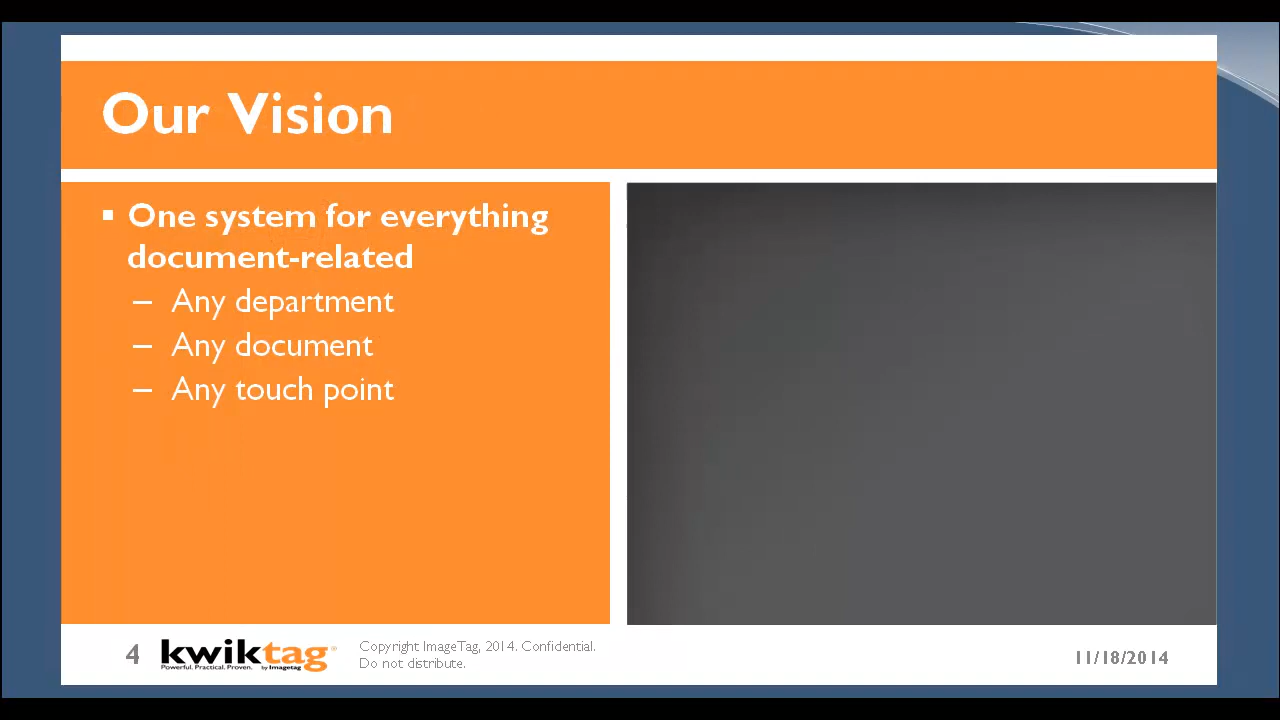 Our Vision
One system for everything
document-related
– Any department
– Any document
– Any touch point
4
kwiktag
Powerful. Practical. Proven. by Imagetag
Copyright ImageTag, 2014. Confidential.
Do not distribute.
11/18/2014